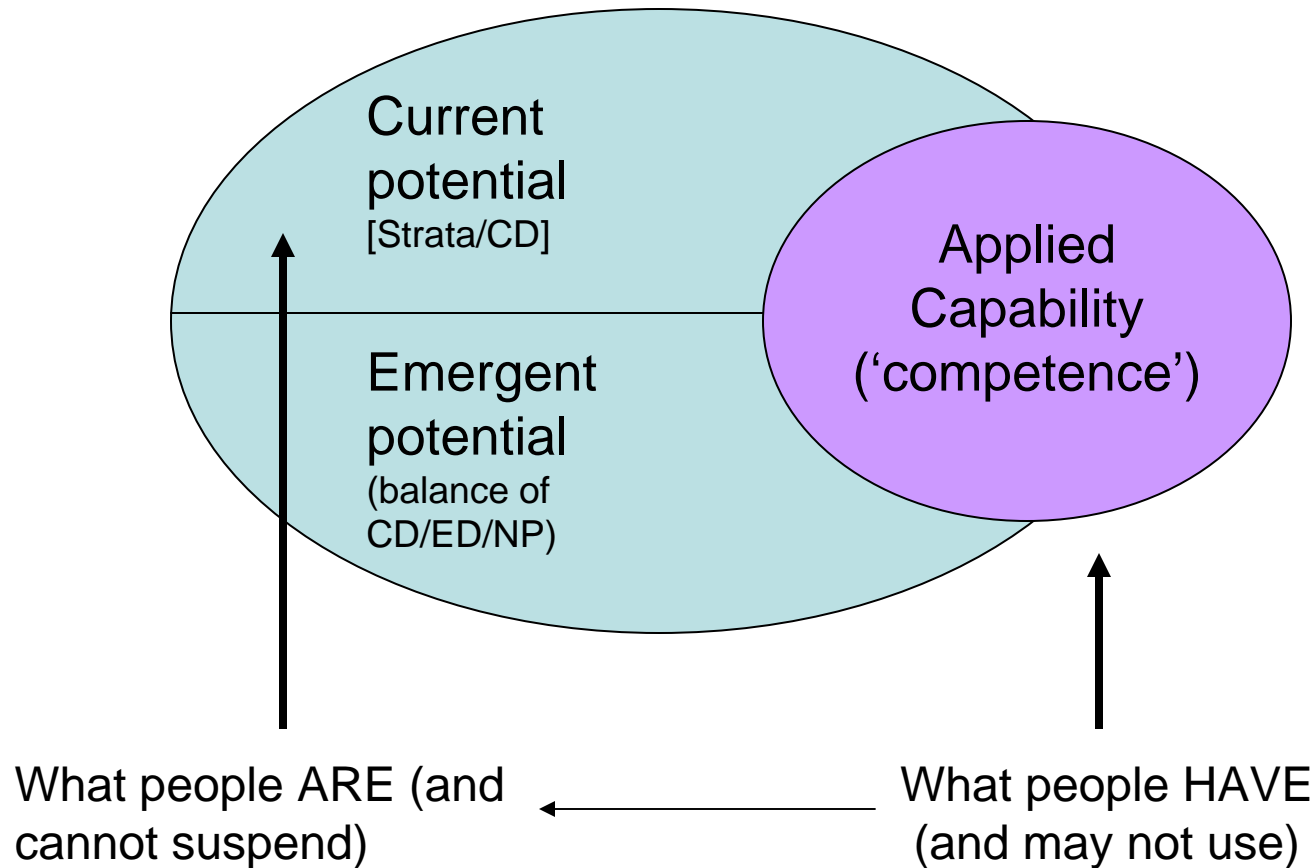 Current
potential
[Strata/CD]
Applied
Capability
(‘competence’)
Emergent
potential
(balance of
CD/ED/NP)
What people ARE (and
cannot suspend)
What people HAVE
(and may not use)